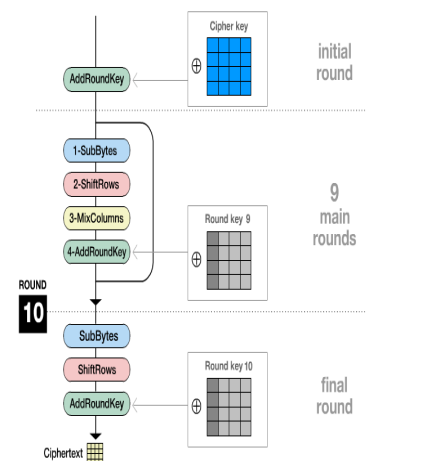 Cipher key
initial
round
AddRoundKey
⊕
1-SubBytes
2-ShiftRows
3-MixColumns
4-AddRoundKey
Round key 9
⊕
9
main
rounds
ROUND
10
SubBytes
ShiftRows
AddRoundKey
Round key 10
⊕
final
round
Ciphertext